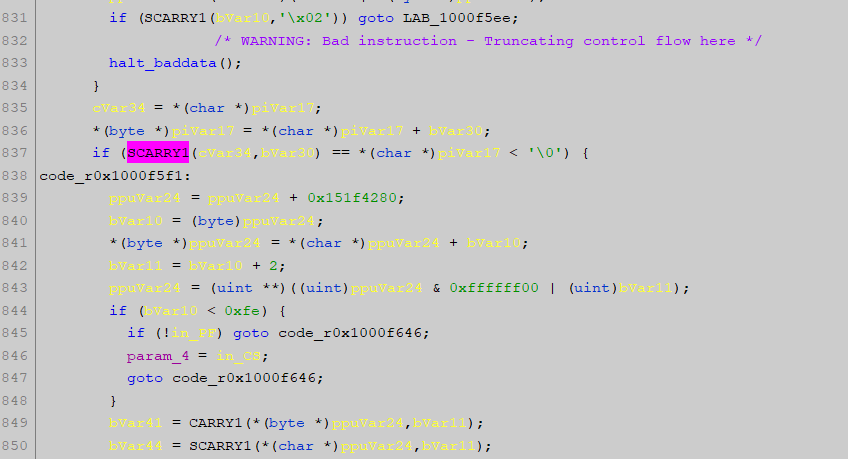 831 if (SCARRY1(bVar10,'\x02')) goto LAB_1000f5ee;
832 /* WARNING: Bad instruction - Truncating control flow here */
833 halt_baddata();
834 }
835 cVar34 = *(char *)piVar17;
836 *(byte *)piVar17 = *(char *)piVar17 + bVar30;
837 if (SCARRY1(cVar34,bVar30) == *(char *)piVar17 < '\0') {
838 code_r0x1000f5f1:
839 ppuVar24 = ppuVar24 + 0x151f4280;
840 bVar10 = (byte)ppuVar24;
841 *(byte *)ppuVar24 = *(char *)ppuVar24 + bVar10;
842 bVar11 = bVar10 + 2;
843 ppuVar24 = (uint **)((uint)ppuVar24 & 0xffffff00 | (uint)bVar11);
844 if (bVar10 < 0xfe) {
845 if (!in_PF) goto code_r0x1000f646;
846 param_4 = in_CS;
847 goto code_r0x1000f646;
848 }
849 bVar41 = CARRY1(*(byte *)ppuVar24,bVar11);
850 bVar44 = SCARRY1(*(char *)ppuVar24,bVar11);